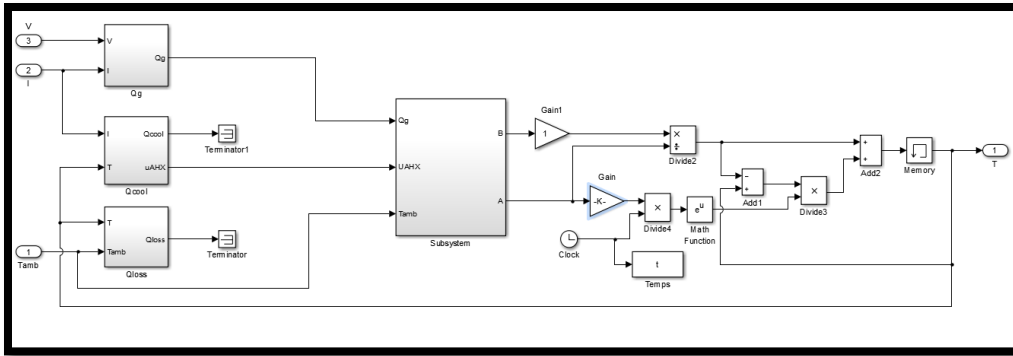 V
3
V
I
Qg
Qg
2
I
I
T
Qcool
uAHX
Qcool
Terminator1
T
Tamb
Qloss
Qloss
Terminator
1
Tamb
Qg
UAHX
Tamb
B
A
Subsystem
Gain1
1
Gain
-K-
Clock
t
Temps
×
÷
Divide2
×
Divide4
eu
Math
Function
−
+
Add1
×
Divide3
+
+
Add2
Memory
1
T